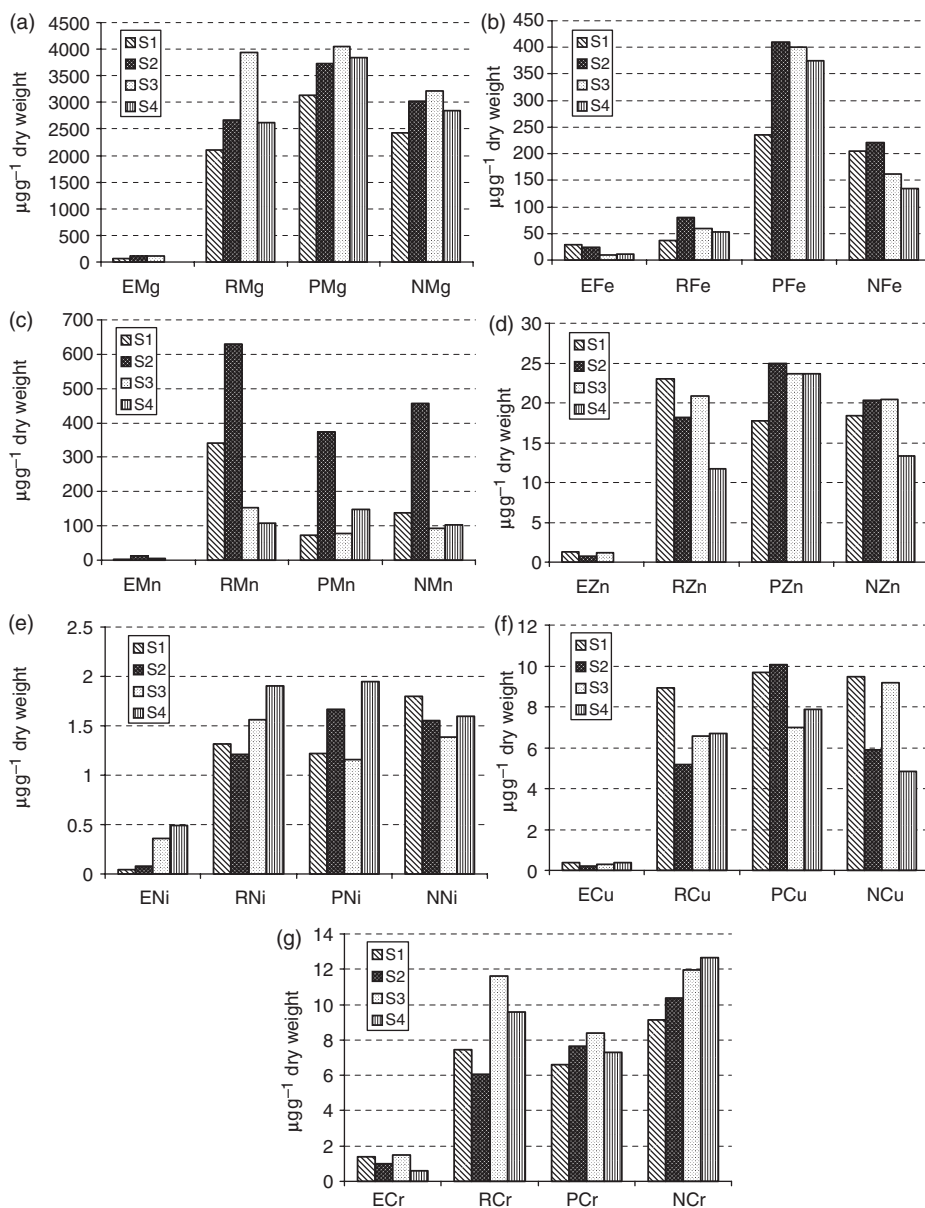 (a)
S1
S2
S3
S4
4500
4000
3500
3000
2500
2000
1500
1000
500
0
µgg⁻¹ dry weight
EMg RMg PMg NMg
(b)
S1
S2
S3
S4
450
400
350
300
250
200
150
100
50
0
µgg⁻¹ dry weight
EFe RFe PFe NFe
(c)
S1
S2
S3
S4
700
600
500
400
300
200
100
0
µgg⁻¹ dry weight
EMn RMn PMn NMn
(d)
S1
S2
S3
S4
30
25
20
15
10
5
0
µgg⁻¹ dry weight
EZn RZn PZn NZn
(e)
S1
S2
S3
S4
2.5
2
1.5
1
0.5
0
µgg⁻¹ dry weight
ENi RNi PNi NNi
(f)
S1
S2
S3
S4
12
10
8
6
4
2
0
µgg⁻¹ dry weight
ECu RCu PCu NCu
(g)
S1
S2
S3
S4
14
12
10
8
6
4
2
0
µgg⁻¹ dry weight
ECr RCr PCr NCr